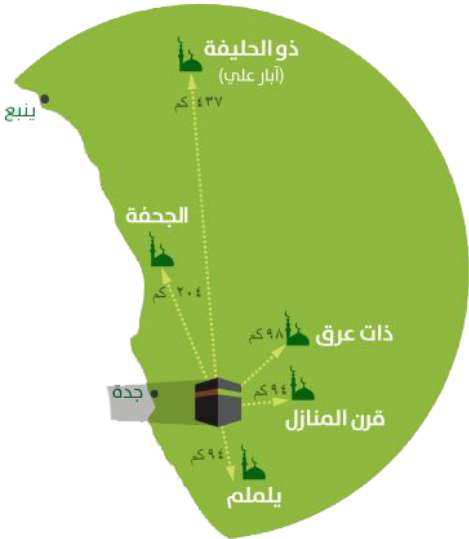 ذو الحليفة
(آبار علي)
٤٣٧ كم
ينبع
الجحفة
٢٠٤ كم
ذات عرق
٩٨ كم
جدة
٩٤ كم
قرن المنازل
٩٤ كم
يلملم